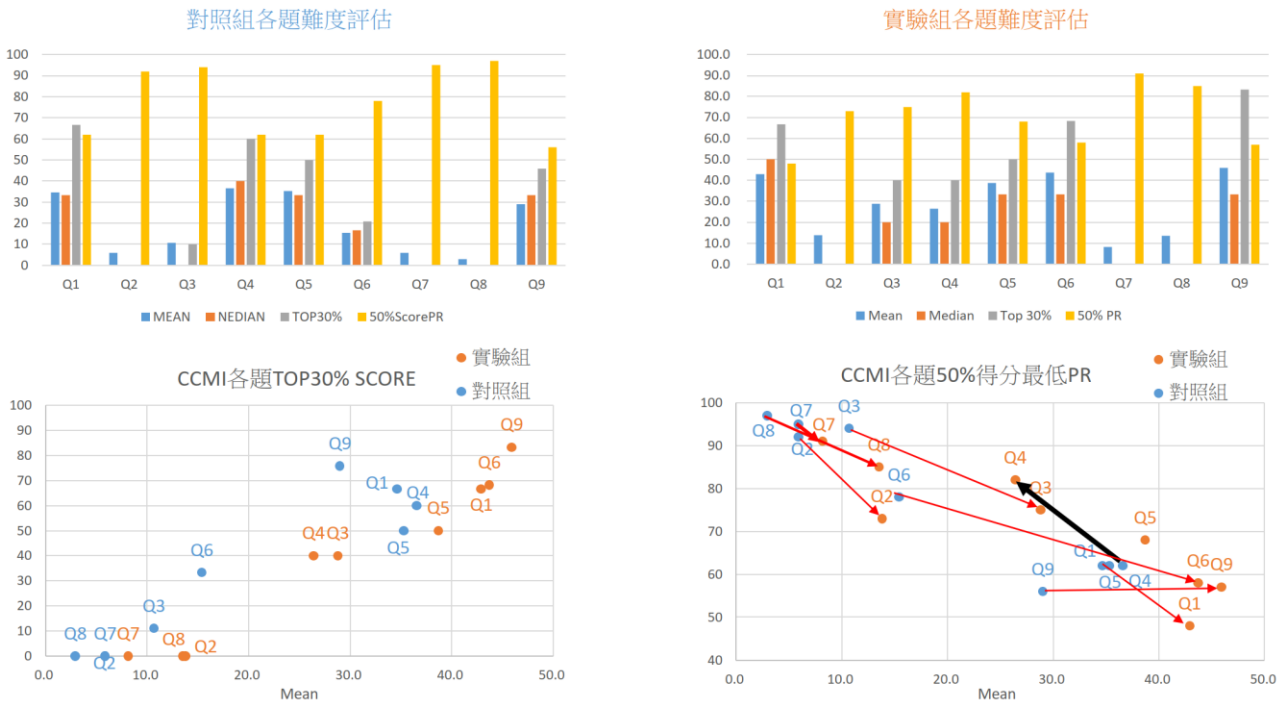 對照組各題難度評估
100
90
80
70
60
50
40
30
20
10
0
Q1 Q2 Q3 Q4 Q5 Q6 Q7 Q8 Q9
MEAN NEDIAN TOP30% 50%ScorePR
實驗組各題難度評估
100.0
90.0
80.0
70.0
60.0
50.0
40.0
30.0
20.0
10.0
0.0
Q1 Q2 Q3 Q4 Q5 Q6 Q7 Q8 Q9
Mean Median Top 30% 50% PR
實驗組
對照組
CCMI各題TOP30% SCORE
100
90
80
70
60
50
40
30
20
10
0
Q9
Q9
Q6
Q1
Q4
Q1
Q5
Q5
Q4 Q3
Q6
Q3
Q8 Q7 Q7 Q8 Q2
Q2
0.0 10.0 20.0 30.0 40.0 50.0
Mean
實驗組
對照組
CCMI各題50%得分最低PR
100
90
80
70
60
50
40
Q7 Q3
Q8
Q7
Q2
Q8
Q4
Q6
Q3
Q2
Q5
Q1
Q9
Q5 Q4
Q6 Q9
Q1
0.0 10.0 20.0 30.0 40.0 50.0
Mean